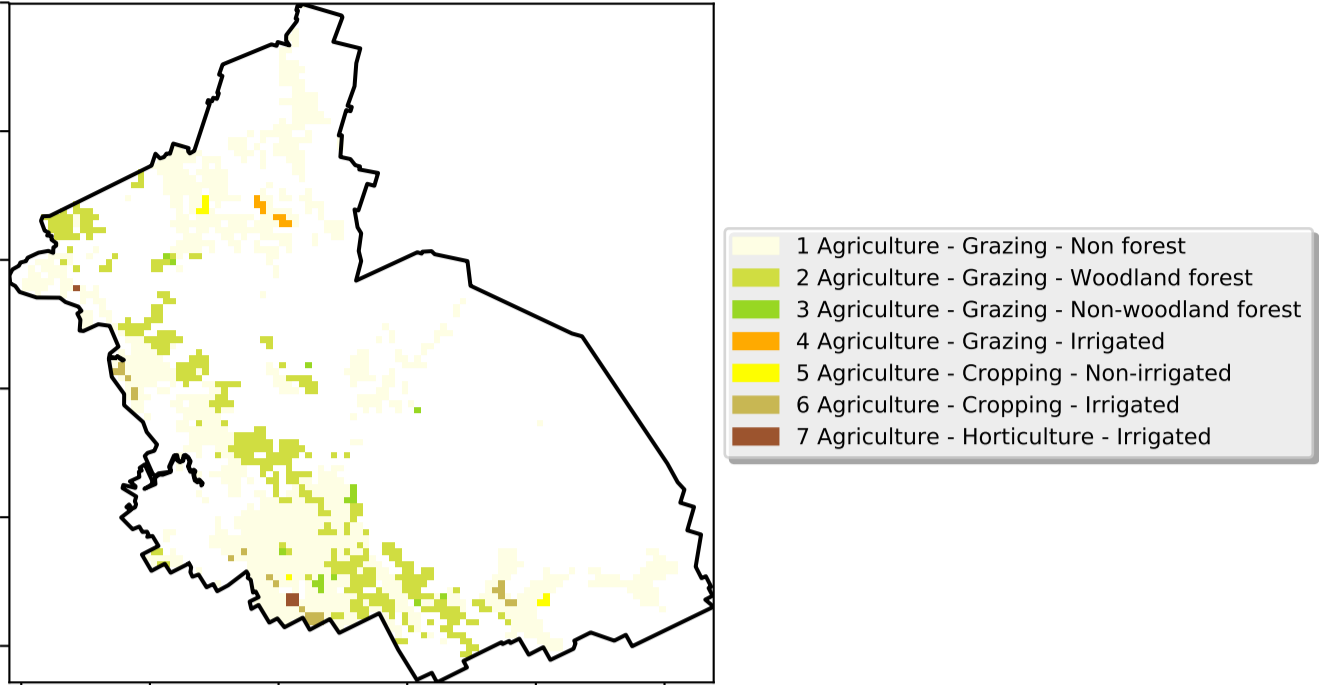 1 Agriculture - Grazing - Non forest
2 Agriculture - Grazing - Woodland forest
3 Agriculture - Grazing - Non-woodland forest
4 Agriculture - Grazing - Irrigated
5 Agriculture - Cropping - Non-irrigated
6 Agriculture - Cropping - Irrigated
7 Agriculture - Horticulture - Irrigated